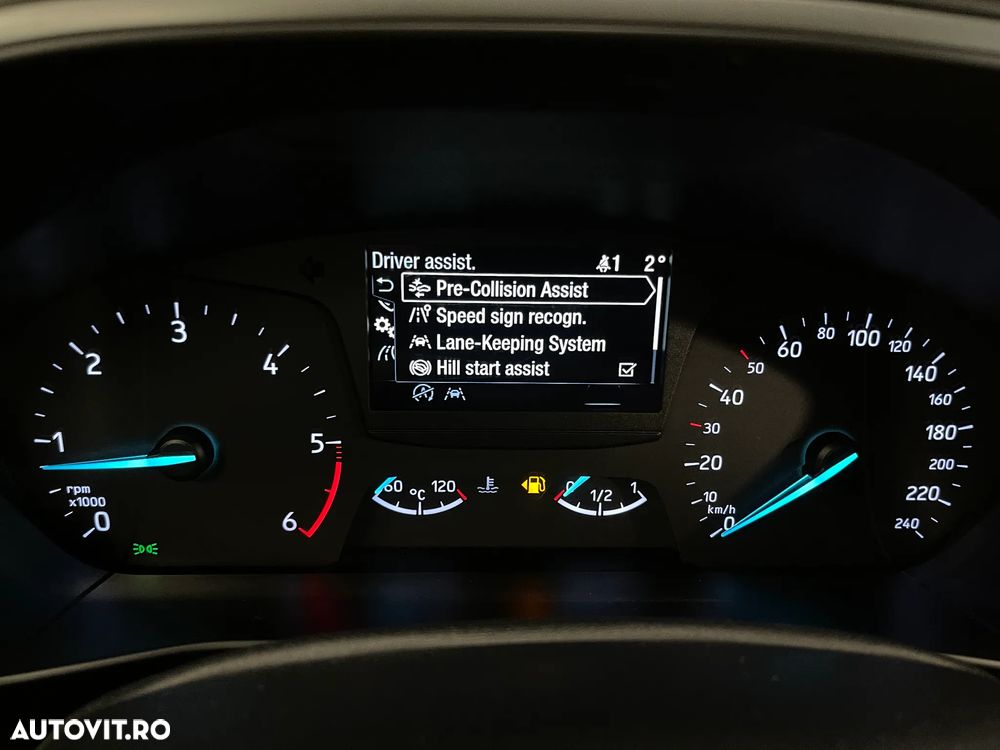 Driver assist.
1 2°
Pre-Collision Assist
Speed sign recogn.
Lane-Keeping System
Hill start assist
0
1
2
3
4
5
6
rpm
x1000
60
°C
120
0
1/2
1
0
10
20
30
40
50
60
80
100
120
140
160
180
200
220
240
km/h
AUTOVIT.RO